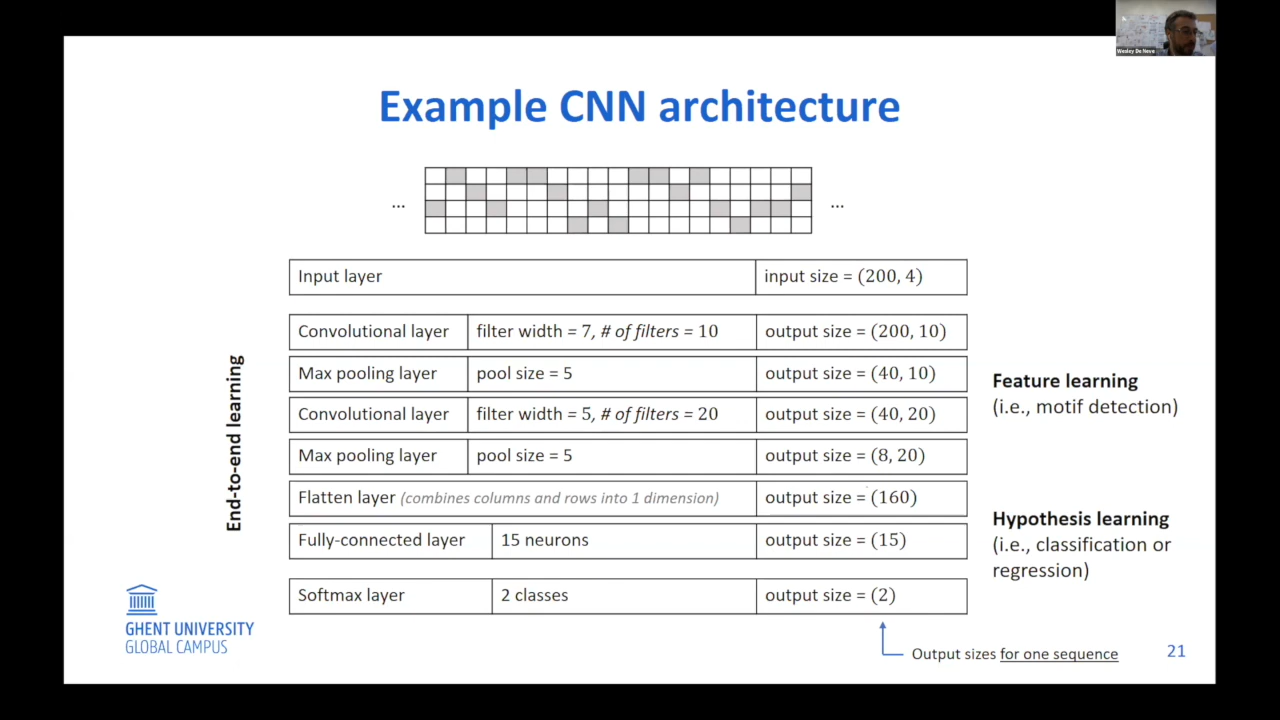 Wesley De Neve
Example CNN architecture
... ...
Input layer input size = (200, 4)
Convolutional layer filter width = 7, # of filters = 10 output size = (200, 10)
Max pooling layer pool size = 5 output size = (40, 10)
Convolutional layer filter width = 5, # of filters = 20 output size = (40, 20)
Max pooling layer pool size = 5 output size = (8, 20)
Flatten layer (combines columns and rows into 1 dimension) output size = (160)
Fully-connected layer 15 neurons output size = (15)
Softmax layer 2 classes output size = (2)
End-to-end learning
Feature learning
(i.e., motif detection)
Hypothesis learning
(i.e., classification or
regression)
Output sizes for one sequence
GHENT UNIVERSITY
GLOBAL CAMPUS
21